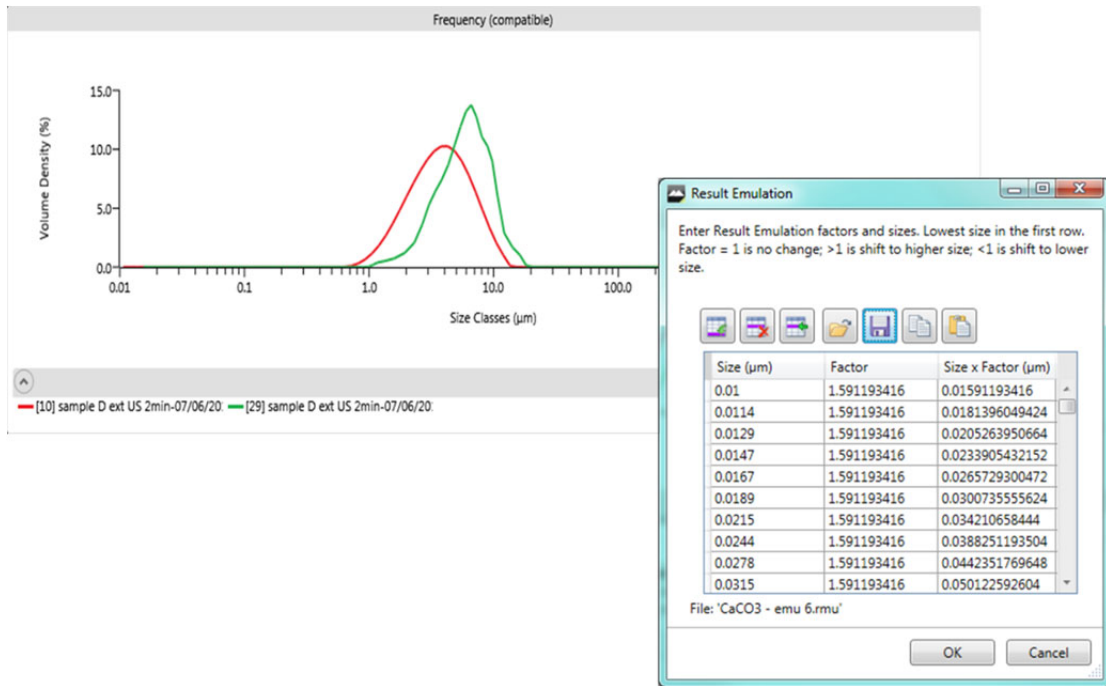 Frequency (compatible)
Volume Density (%)
15.0
10.0
5.0
0.0
0.01 0.1 1.0 10.0 100.0
Size Classes (µm)
[10] sample D ext US 2min-07/06/20: [29] sample D ext US 2min-07/06/20:
Result Emulation
Enter Result Emulation factors and sizes. Lowest size in the first row.
Factor = 1 is no change; >1 is shift to higher size; <1 is shift to lower
size.
Size (µm) Factor Size x Factor (µm)
0.01 1.591193416 0.01591193416
0.0114 1.591193416 0.0181396049424
0.0129 1.591193416 0.0205263950664
0.0147 1.591193416 0.0233905432152
0.0167 1.591193416 0.0265729300472
0.0189 1.591193416 0.0300735555624
0.0215 1.591193416 0.034210658444
0.0244 1.591193416 0.0388251193504
0.0278 1.591193416 0.0442351769648
0.0315 1.591193416 0.050122592604
File: 'CaCO3 - emu 6.rmu'
OK Cancel